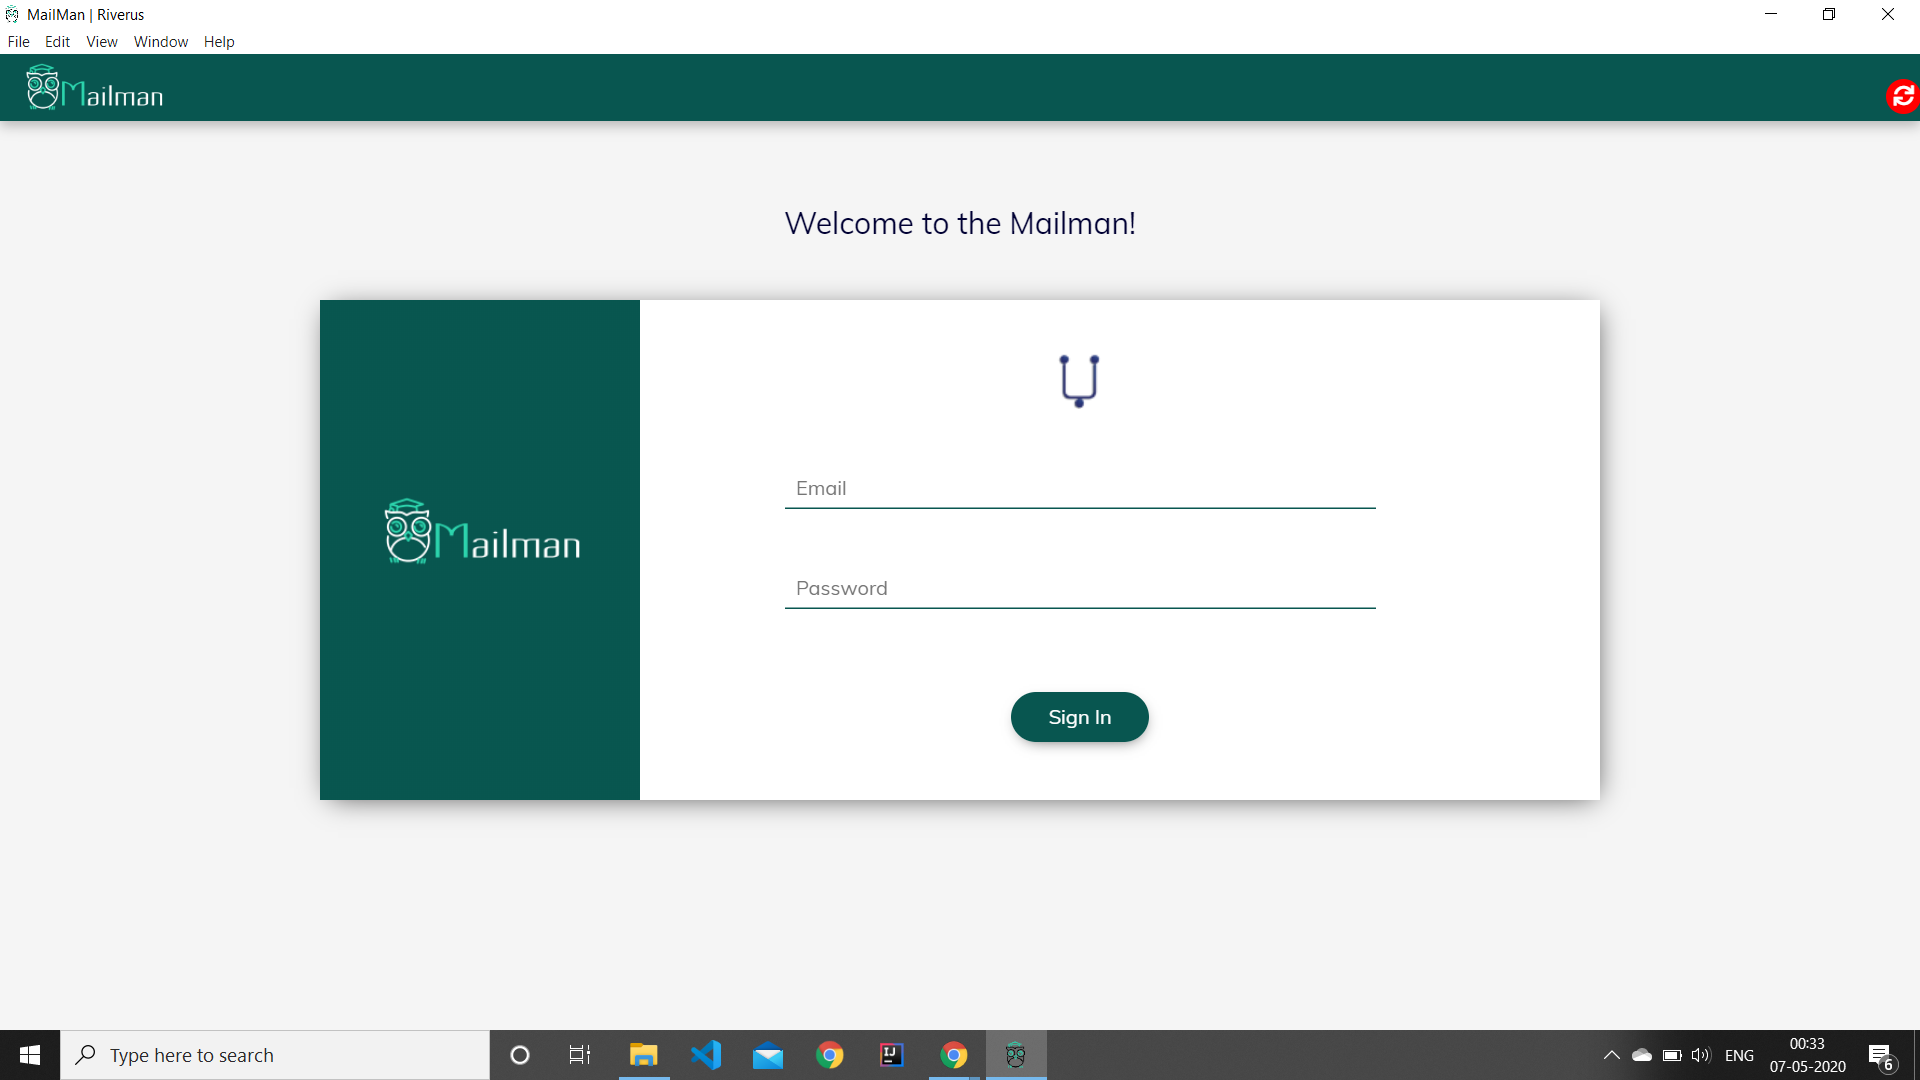 MailMan | Riverus
File Edit View Window Help
Mailman
Welcome to the Mailman!
Mailman
Email
Password
Sign In
Type here to search
IJ
ENG
00:33
07-05-2020
6